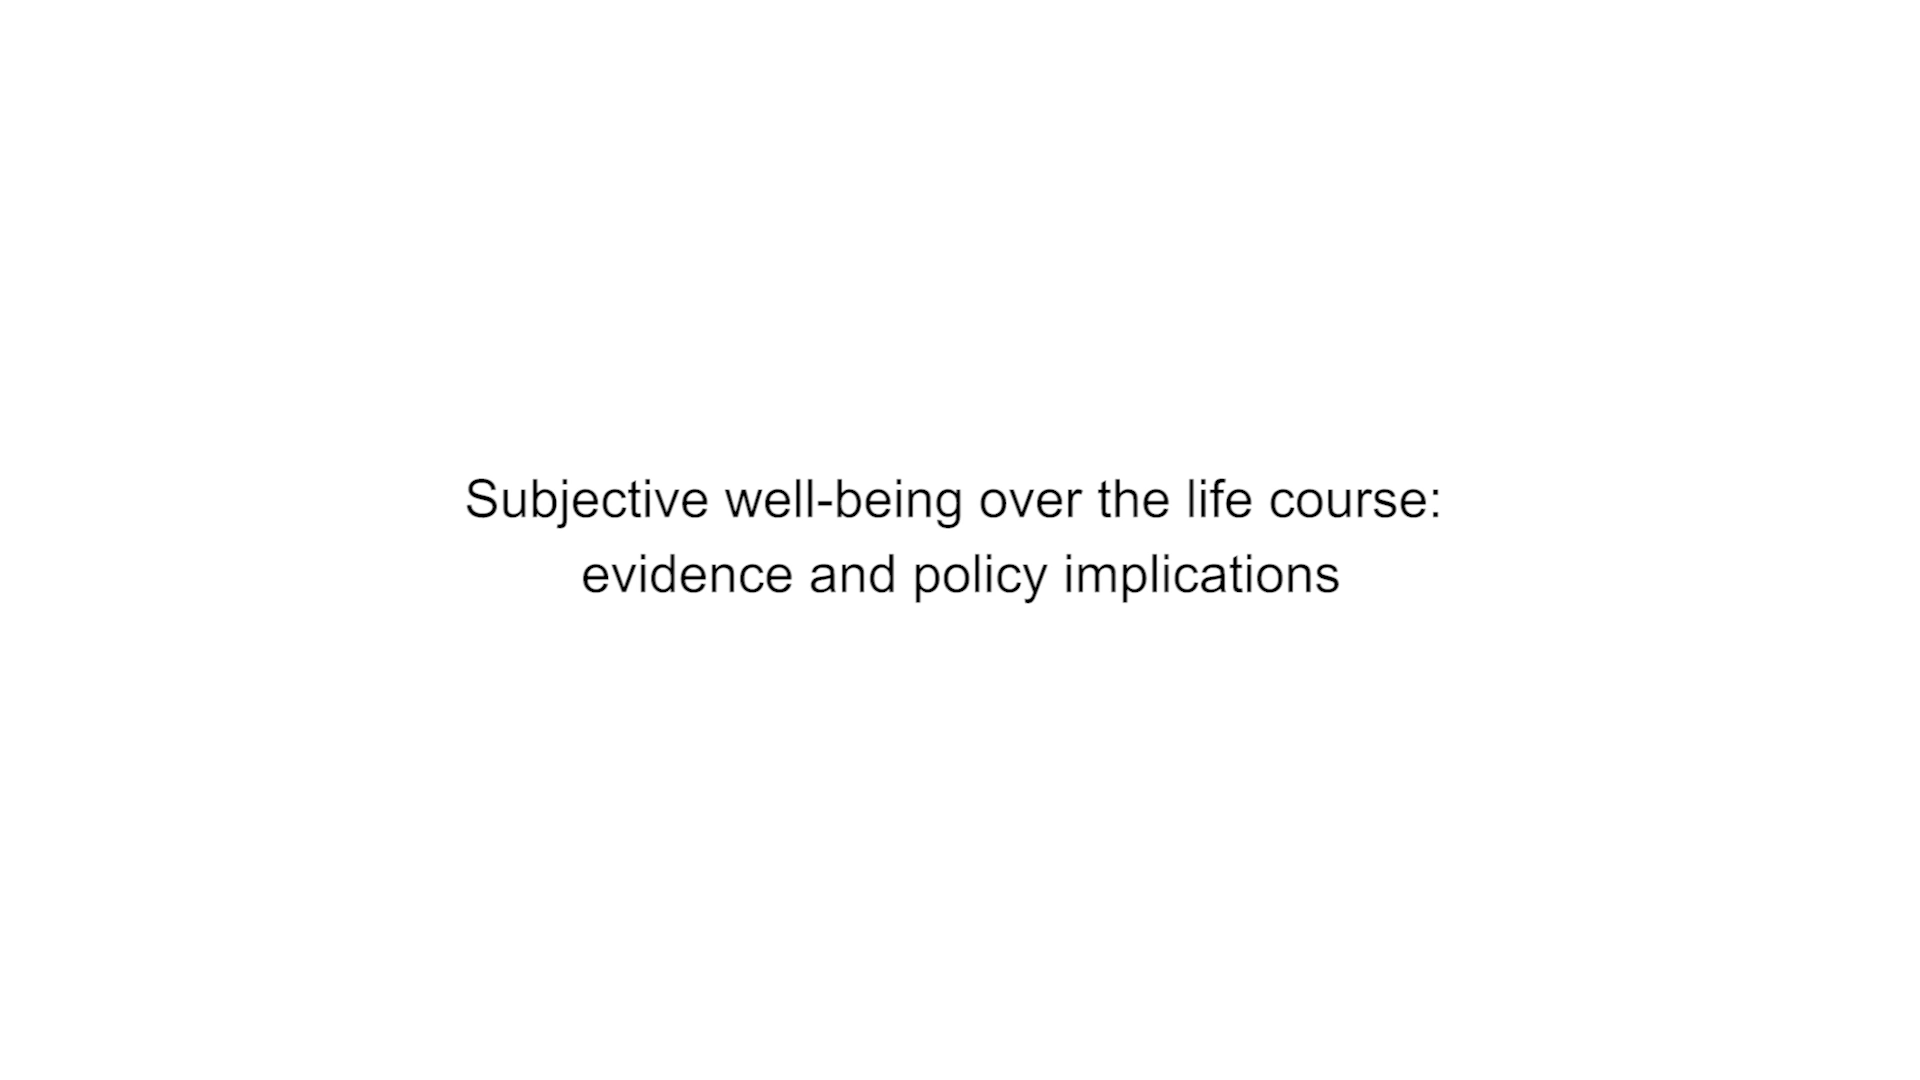 Subjective well-being over the life course:
evidence and policy implications